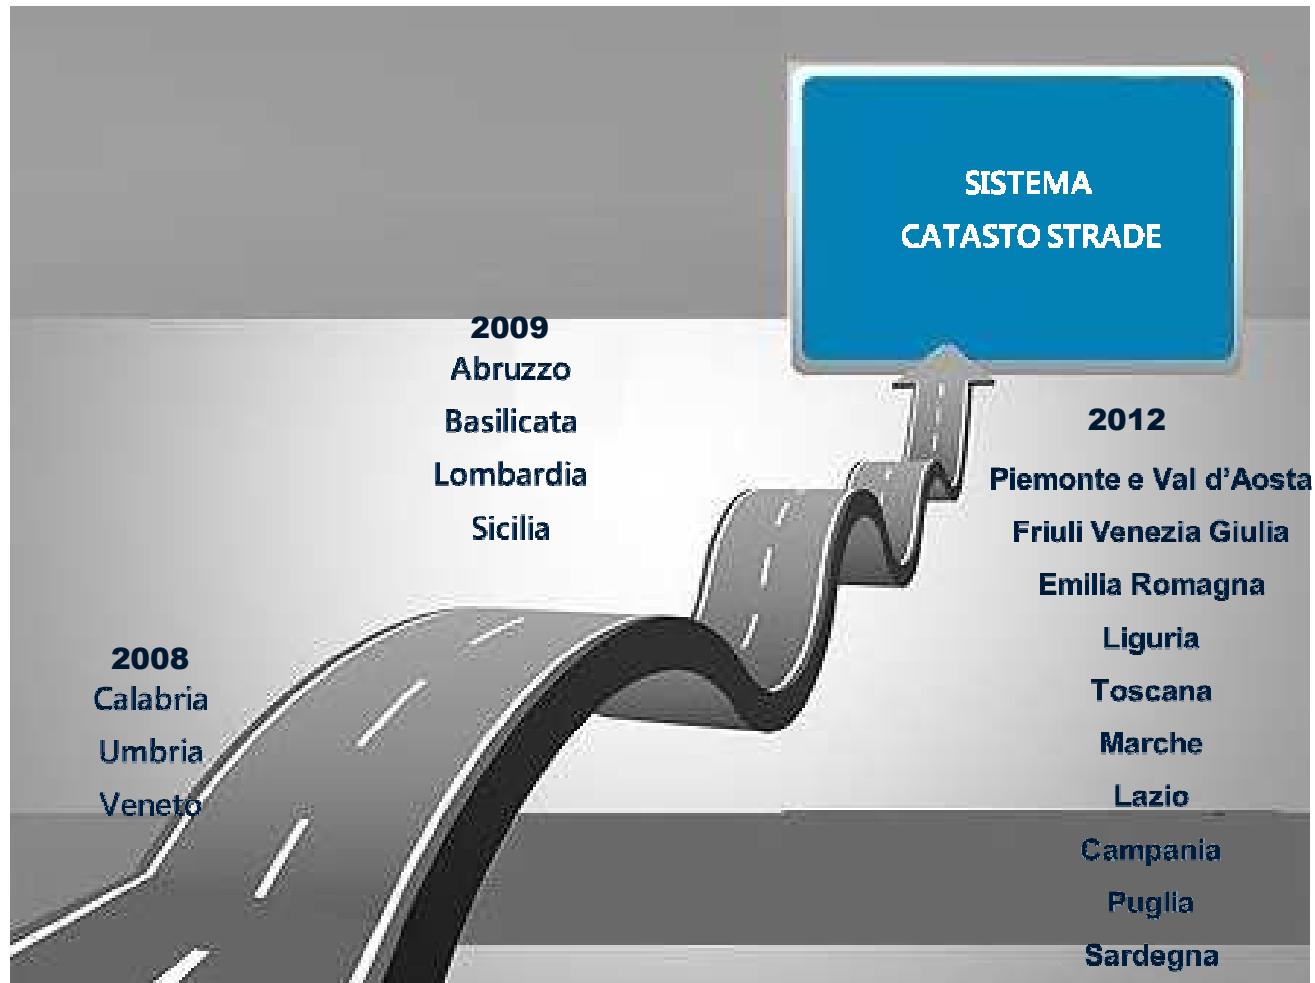 SISTEMA
CATASTO STRADE
2009
Abruzzo
Basilicata
Lombardia
Sicilia
2012
Piemonte e Val d’Aosta
Friuli Venezia Giulia
Emilia Romagna
Liguria
Toscana
Marche
Lazio
Campania
Puglia
Sardegna
2008
Calabria
Umbria
Veneto